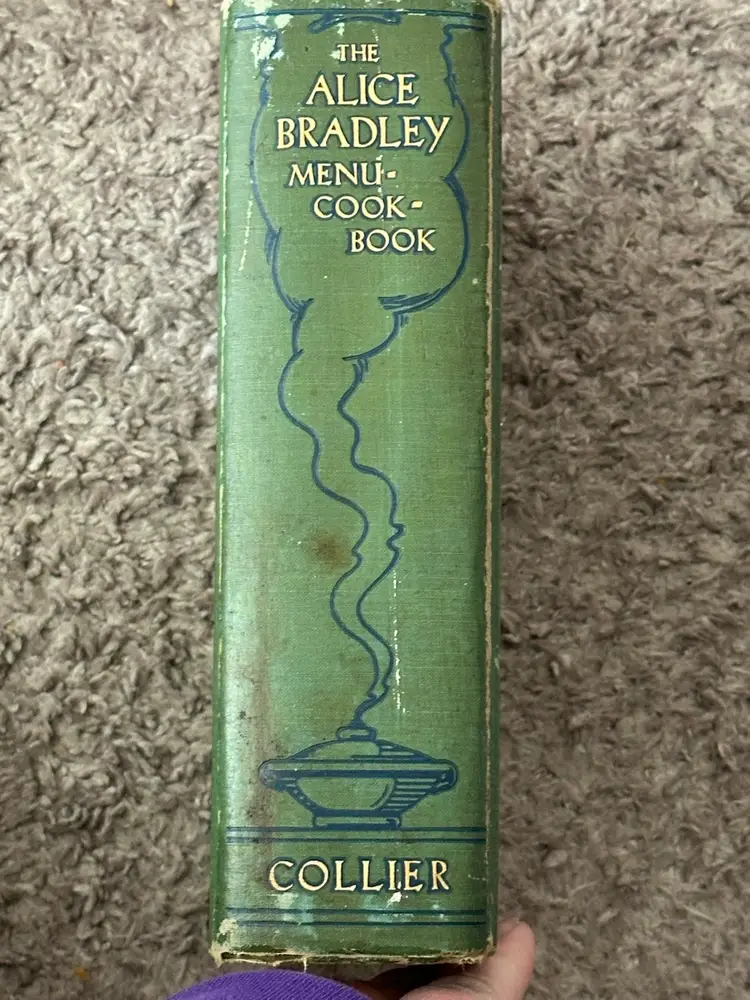 THE
ALICE
BRADLEY
MENU-
COOK-
BOOK
COLLIER